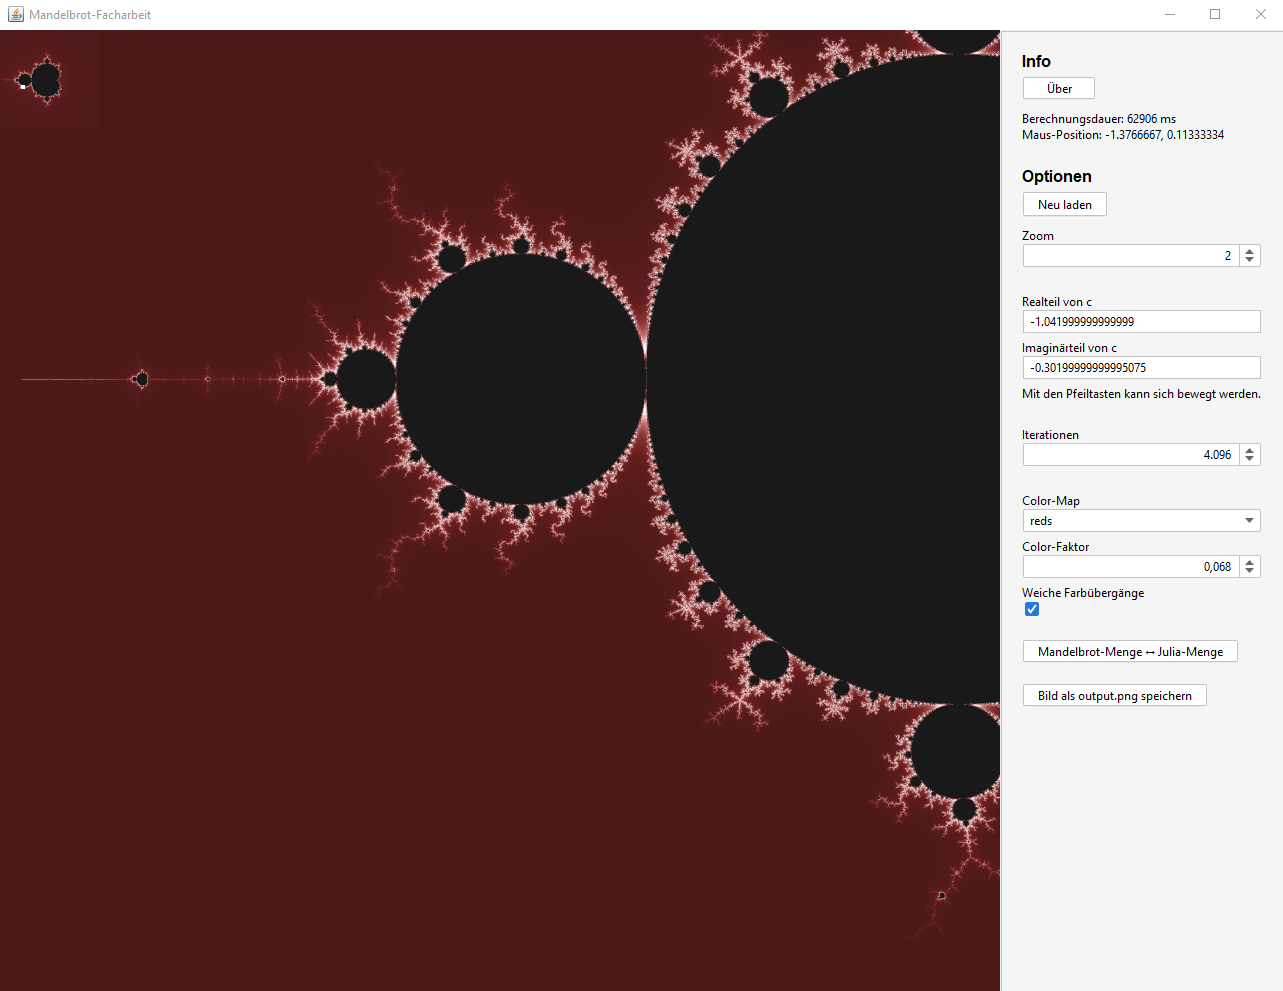 Mandelbrot-Facharbeit
Info
Über
Berechnungsdauer: 62906 ms
Maus-Position: -1.3766667, 0.11333334
Optionen
Neu laden
Zoom
2
Realteil von c
-1.041999999999999
Imaginärteil von c
-0.30199999999995075
Mit den Pfeiltasten kann sich bewegt werden.
Iterationen
4.096
Color-Map
reds
Color-Faktor
0,068
Weiche Farbübergänge
Mandelbrot-Menge ↔ Julia-Menge
Bild als output.png speichern